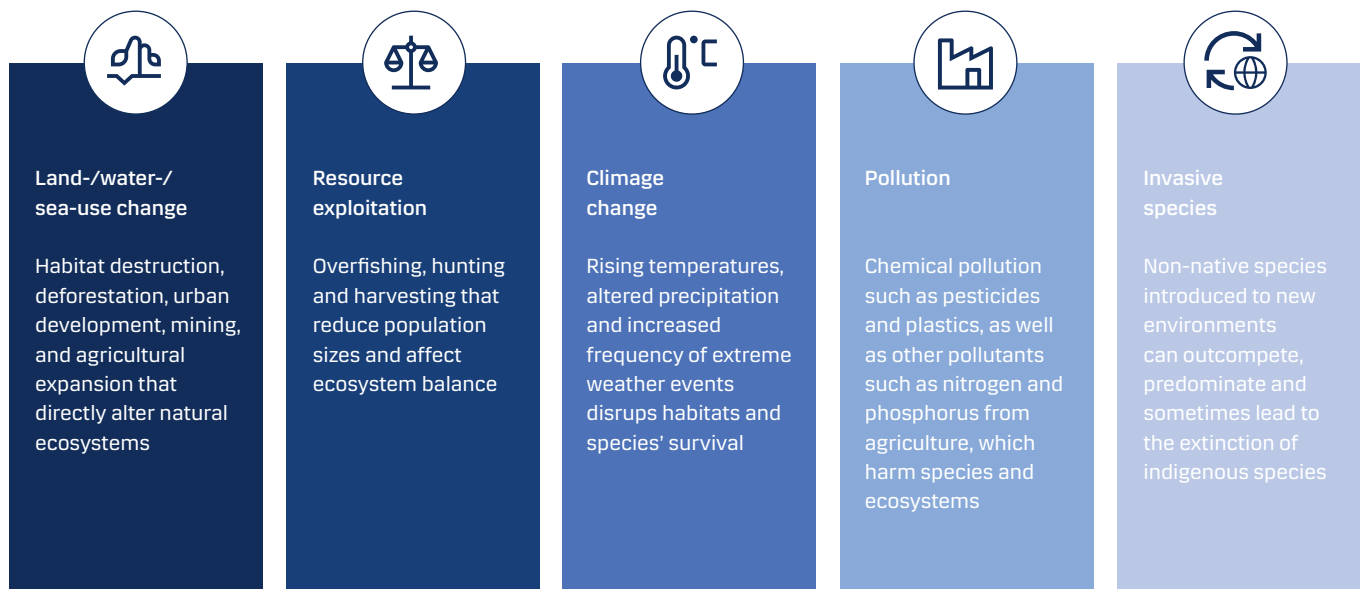 Land-/water-/
sea-use change
Habitat destruction,
deforestation, urban
development, mining,
and agricultural
expansion that
directly alter natural
ecosystems
Resource
exploitation
Overfishing, hunting
and harvesting that
reduce population
sizes and affect
ecosystem balance
°C
Climage
change
Rising temperatures,
altered precipitation
and increased
frequency of extreme
weather events
disrups habitats and
species’ survival
Pollution
Chemical pollution
such as pesticides
and plastics, as well
as other pollutants
such as nitrogen and
phosphorus from
agriculture, which
harm species and
ecosystems
Invasive
species
Non-native species
introduced to new
environments
can outcompete,
predominate and
sometimes lead to
the extinction of
indigenous species